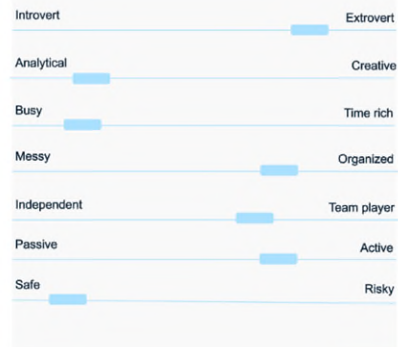 Introvert Extrovert
Analytical Creative
Busy Time rich
Messy Organized
Independent Team player
Passive Active
Safe Risky